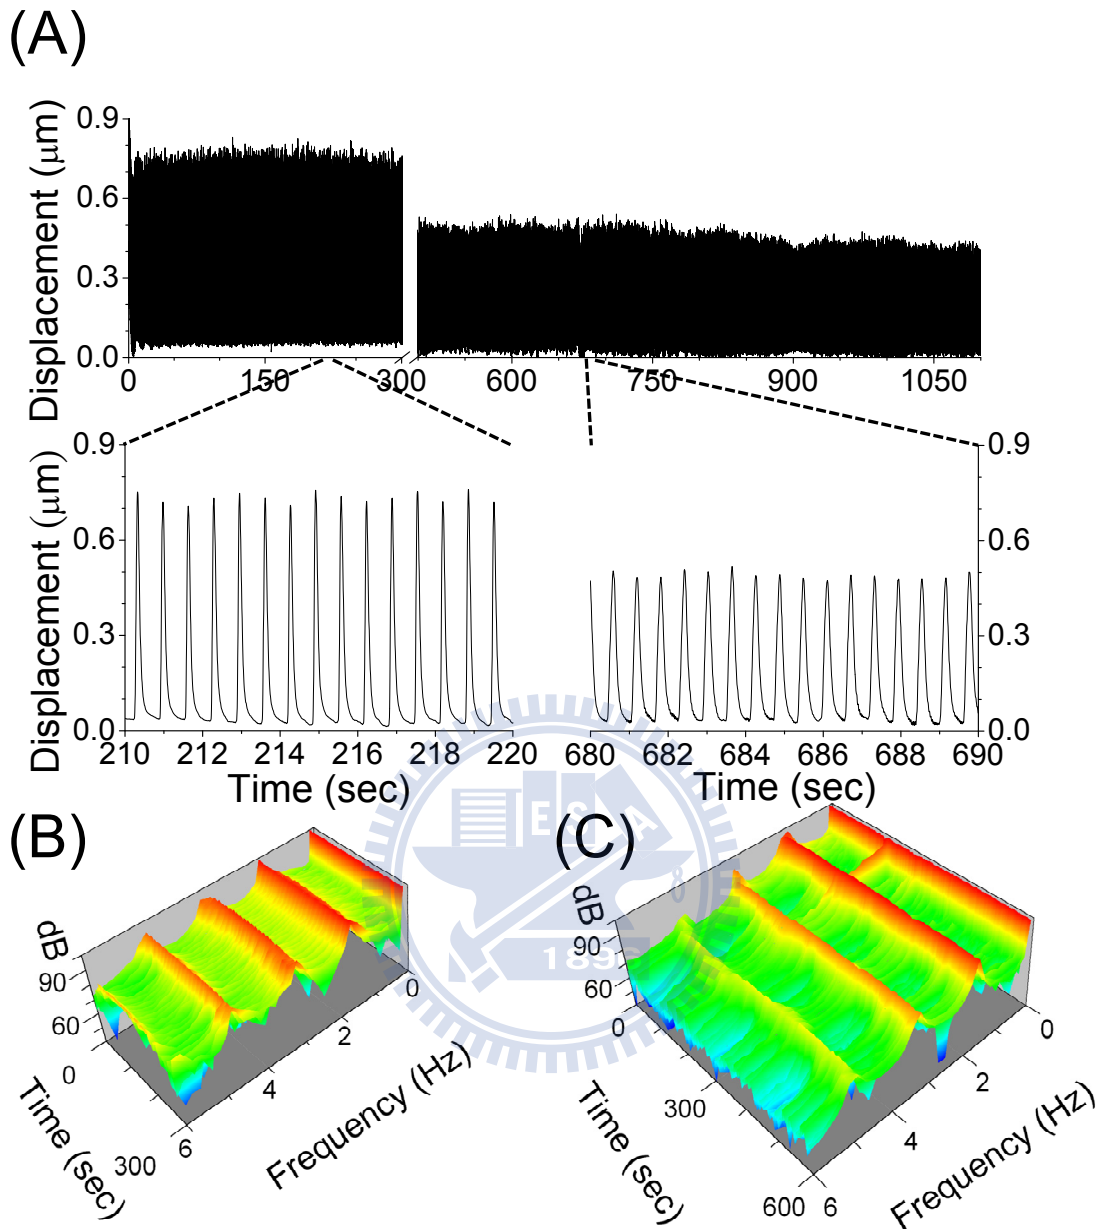 (A)
Displacement (μm)
0.9
0.6
0.3
0.0
0 150 300 600 750 900 1050
Displacement (μm)
0.9
0.6
0.3
0.0
210 212 214 216 218 220
Time (sec)
0.9
0.6
0.3
0.0
680 682 684 686 688 690
Time (sec)
(B)
dB
90
60
0
300
Time (sec)
6 4 2 0
Frequency (Hz)
(C)
dB
90
60
0
300
600
Time (sec)
6 4 2 0
Frequency (Hz)
E S A
1896